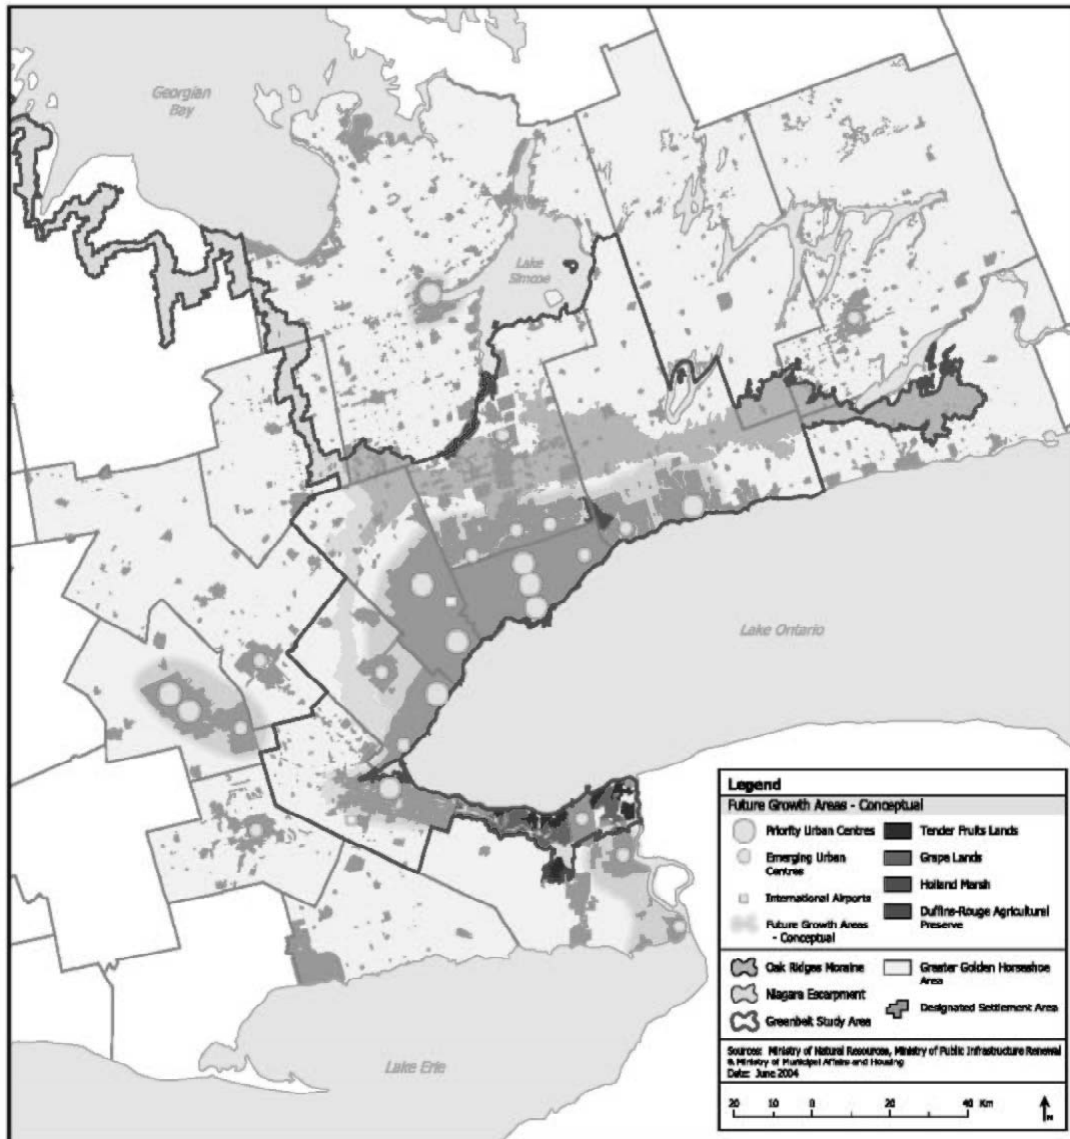 Georgian
Bay
Lake
Simcoe
Lake Ontario
Lake Erie
Legend
Future Growth Areas - Conceptual
Priority Urban Centres
Emerging Urban
Centres
International Airports
Future Growth Areas
- Conceptual
Tender Fruits Lands
Grape Lands
Holland Marsh
Duffins-Rouge Agricultural
Preserve
Oak Ridges Moraine
Niagara Escarpment
Greenbelt Study Area
Greater Golden Horseshoe
Area
Designated Settlement Area
Sources: Ministry of Natural Resources, Ministry of Public Infrastructure Renewal
& Ministry of Municipal Affairs and Housing
Date: June 2004
20 10 0 20 40 Km
N